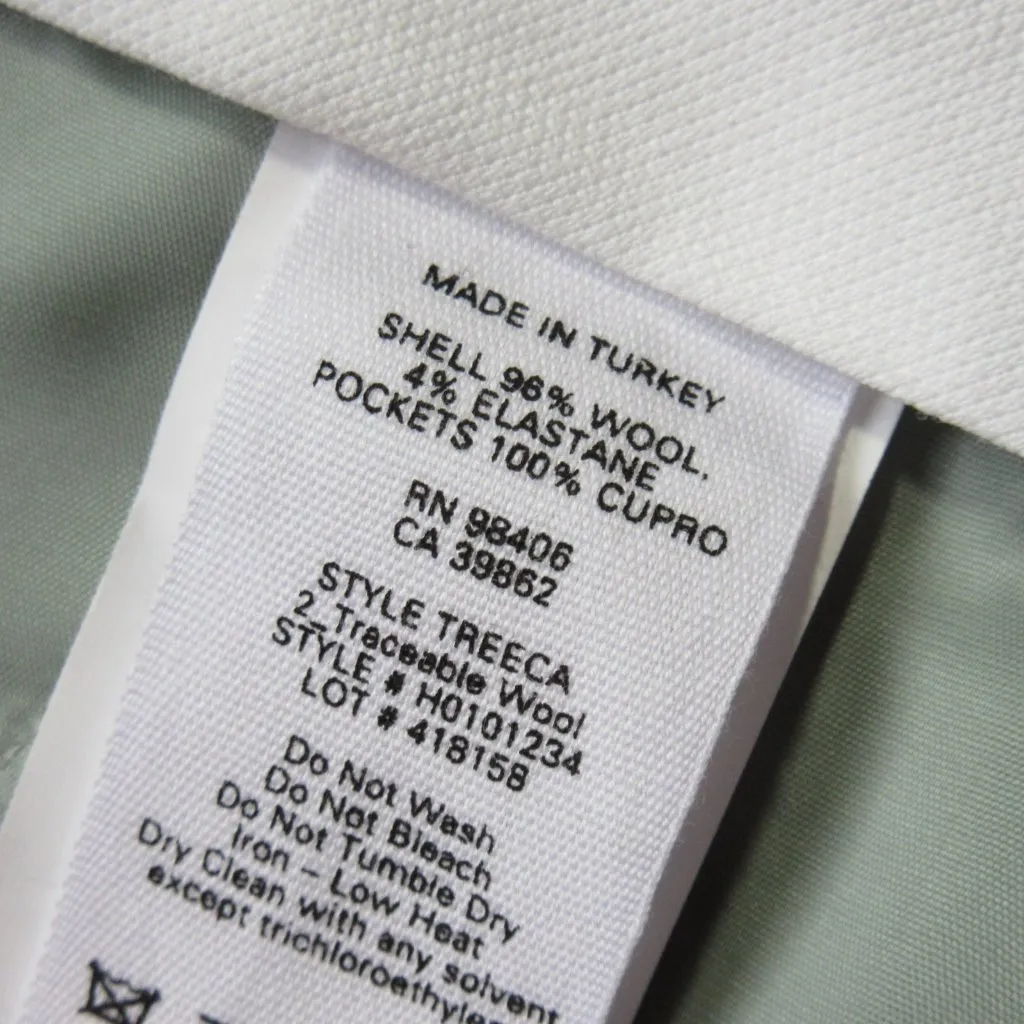 MADE IN TURKEY
SHELL 96% WOOL,
4% ELASTANE
POCKETS 100% CUPRO
RN 98406
CA 39862
STYLE TREECA
2_Traceable Wool
STYLE # H0101234
LOT # 418158
Do Not Wash
Do Not Bleach
Do Not Tumble Dry
Iron - Low Heat
Dry Clean with any solvent
except